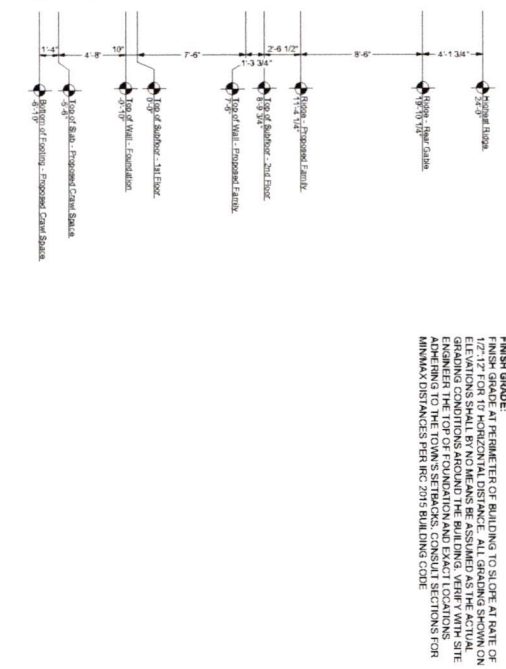 Highest Ridge
24'-0"
4'-1 3/4"
Ridge - Rear Gable
19'-10 1/4"
8'-6"
Ridge - Proposed Family
11'-4 1/4"
2'-6 1/2"
Top of Subfloor - 2nd Floor
8'-9 3/4"
1'-3 3/4"
Top of Wall - Proposed Family
7'-6"
7'-6"
Top of Subfloor - 1st Floor
0'-0"
10"
Top of Wall - Foundation
-0'-10"
4'-8"
Top of Slab - Proposed Crawl Space
-5'-6"
1'-4"
Bottom of Footing - Proposed Crawl Space
-6'-10"
FINISH GRADE:
FINISH GRADE AT PERIMETER OF BUILDING TO SLOPE AT RATE OF
1/2":12" FOR 10' HORIZONTAL DISTANCE. ALL GRADING SHOWN ON
ELEVATIONS SHALL BY NO MEANS BE ASSUMED AS THE ACTUAL
GRADING CONDITIONS AROUND THE BUILDING. VERIFY WITH SITE
ENGINEER THE TOP OF FOUNDATION AND EXACT LOCATIONS
ADHERING TO THE TOWN'S SETBACKS. CONSULT SECTIONS FOR
MIN/MAX DISTANCES PER IRC 2015 BUILDING CODE